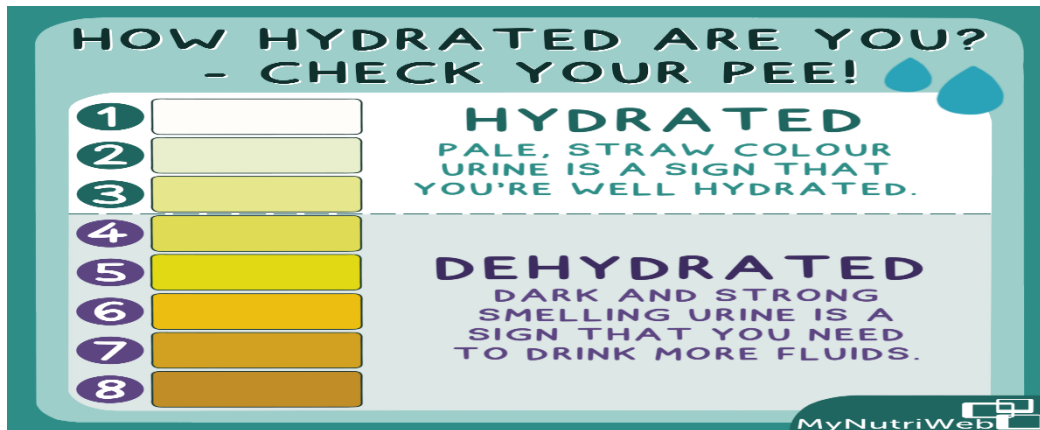 HOW HYDRATED ARE YOU?
- CHECK YOUR PEE!
1
2
3
HYDRATED
PALE, STRAW COLOUR
URINE IS A SIGN THAT
YOU'RE WELL HYDRATED.
4
5
6
7
8
DEHYDRATED
DARK AND STRONG
SMELLING URINE IS A
SIGN THAT YOU NEED
TO DRINK MORE FLUIDS.
MyNutriWeb